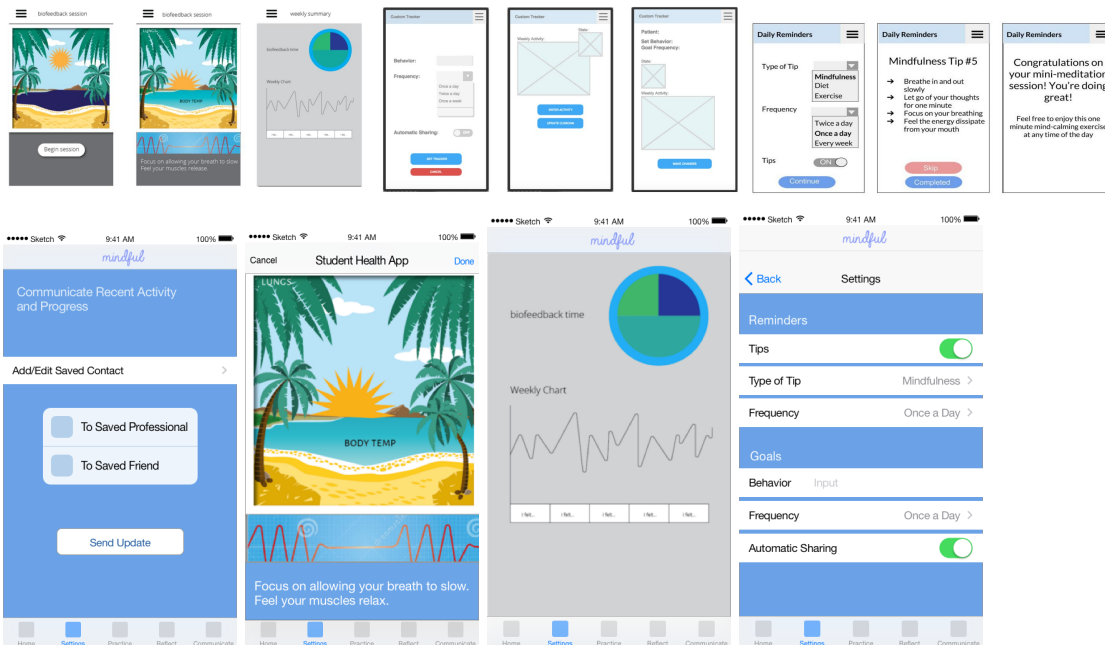 biofeedback session
Begin session
biofeedback session
LUNGS
BODY TEMP
Focus on allowing your breath to slow
Feel your muscles release
weekly summary
biofeedback time
Weekly Chart
Custom Tracker
Behavior:
Frequency:
Once a day
Twice a day
Once a week
Automatic Sharing:
OFF
SET TRACKER
CANCEL
Custom Tracker
Stats:
Weekly Activity:
UPDATE CLINICIAN
Custom Tracker
Patient:
Set Behavior:
Goal Frequency:
Stats:
Weekly Activity:
MAKE CHANGES
Daily Reminders
Type of Tip
Mindfulness
Diet
Exercise
Frequency
Twice a day
Once a day
Every week
Tips
ON
Continue
Daily Reminders
Mindfulness Tip #5
➔ Breathe in and out
slowly
➔ Let go of your thoughts
for one minute
➔ Focus on your breathing
➔ Feel the energy dissipate
from your mouth
Skip
Completed
Daily Reminders
Congratulations on
your mini-meditation
session! You're doing
great!
Feel free to enjoy this one
minute mind-calming exercise
at any time of the day
Sketch 9:41 AM 100%
mindful
Communicate Recent Activity
and Progress
Add/Edit Saved Contact
To Saved Professional
To Saved Friend
Send Update
Home Settings Practice Reflect Communicate
Sketch 9:41 AM 100%
Cancel Student Health App Done
LUNGS
BODY TEMP
Focus on allowing your breath to slow.
Feel your muscles relax.
Home Settings Practice Reflect Communicate
Sketch 9:41 AM 100%
mindful
biofeedback time
Weekly Chart
I felt... I felt... I felt... I felt... I felt...
Home Settings Practice Reflect Communicate
Sketch 9:41 AM 100%
mindful
Back Settings
Reminders
Tips
Type of Tip Mindfulness
Frequency Once a Day
Goals
Behavior Input
Frequency Once a Day
Automatic Sharing
Home Settings Practice Reflect Communicate